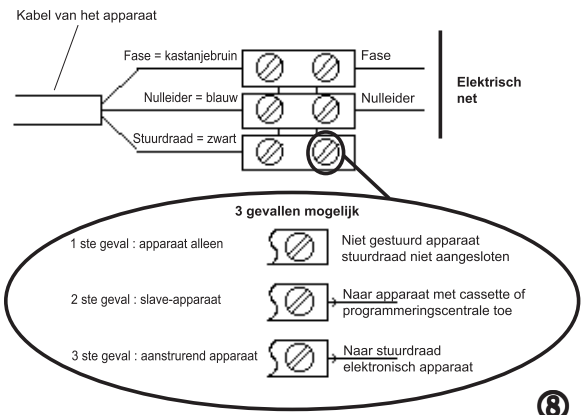 Kabel van het apparaat
Fase = kastanjebruin
Fase
Nulleider = blauw
Nulleider
Elektrisch
net
Stuurdraad = zwart
3 gevallen mogelijk
1 ste geval : apparaat alleen
Niet gestuurd apparaat
stuurdraad niet aangesloten
2 ste geval : slave-apparaat
Naar apparaat met cassette of
programmeringscentrale toe
3 ste geval : aanstrurend apparaat
Naar stuurdraad
elektronisch apparaat
8